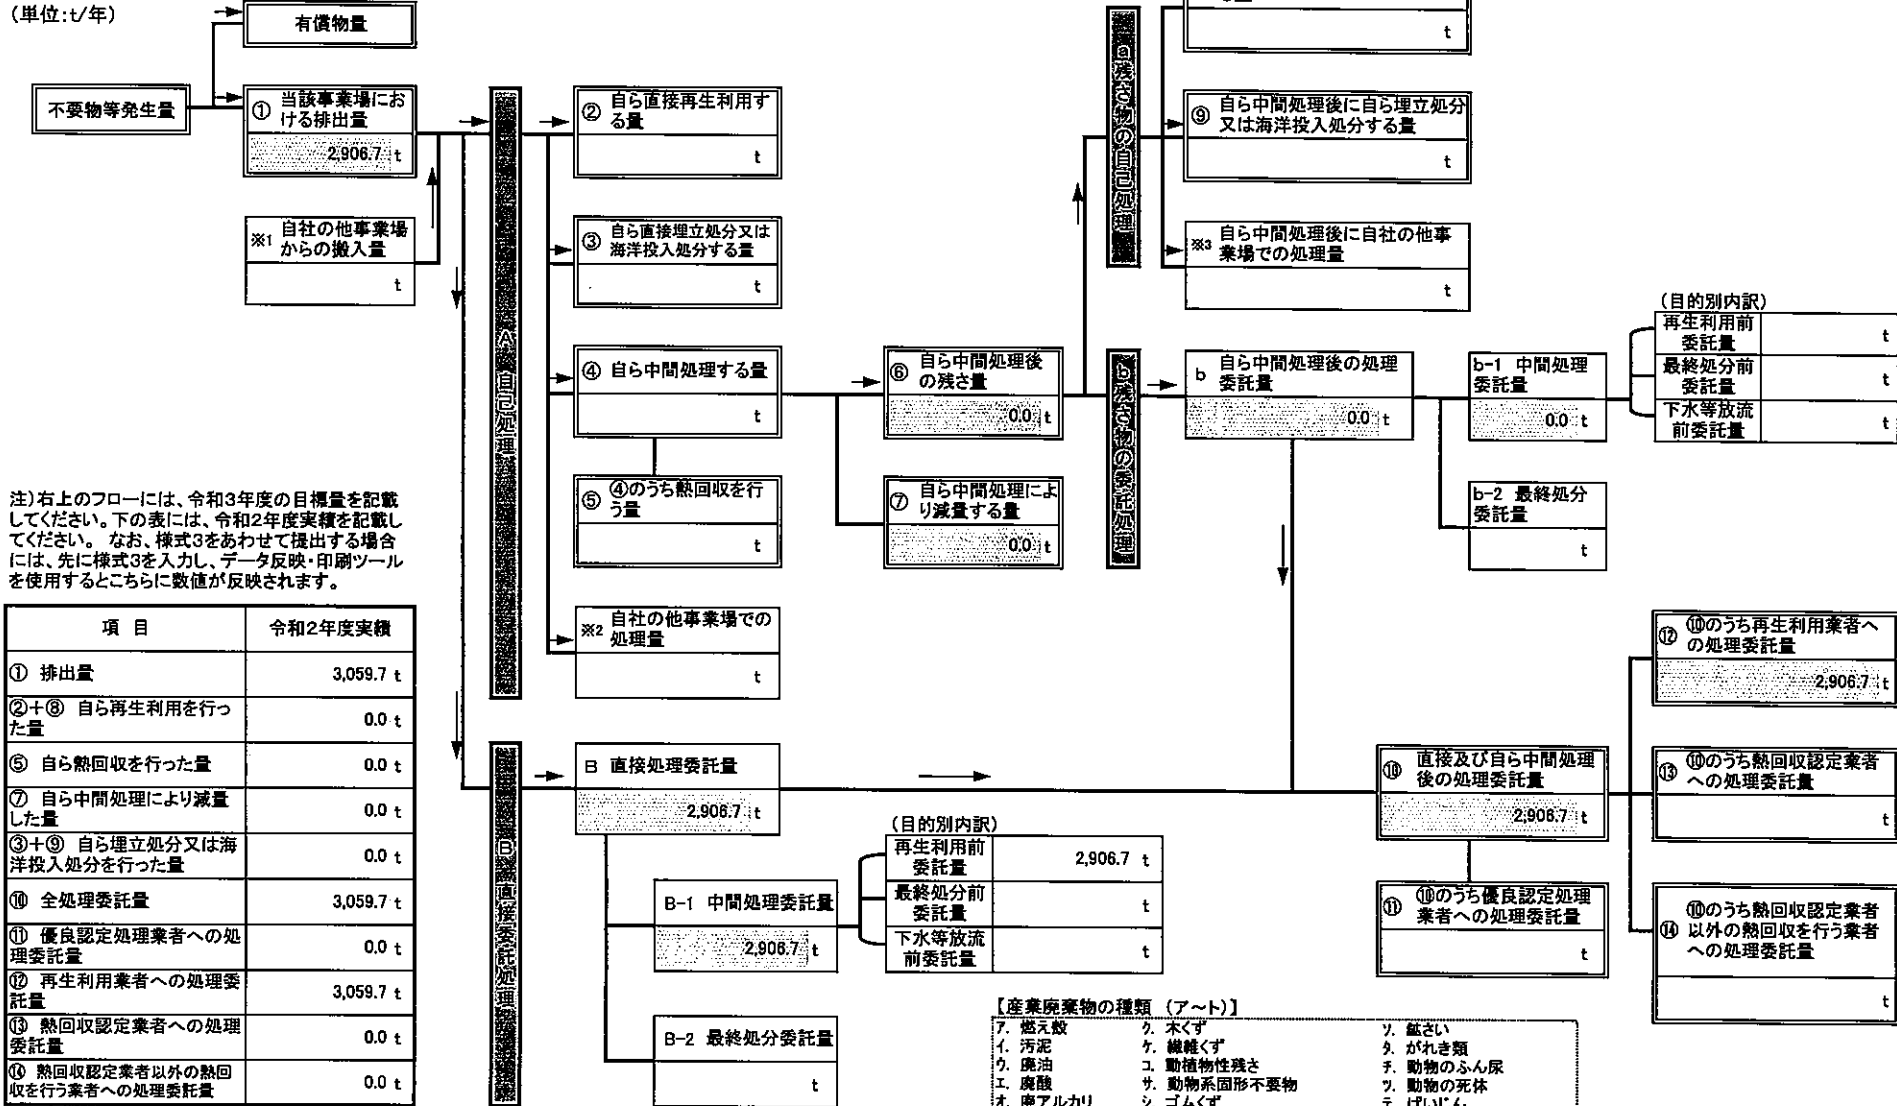 (単位:t/年)
有償物量
不要物等発生量
① 当該事業場にお
ける排出量
2,906.7 t
※1 自社の他事業場
からの搬入量
t
自己処理
② 自ら直接再生利用す
る量
t
③ 自ら直接埋立処分又は
海洋投入処分する量
t
④ 自ら中間処理する量
t
⑤ ④のうち熱回収を行
う量
t
※2 自社の他事業場での
処理量
t
⑥ 自ら中間処理後
の残さ量
0.0 t
⑦ 自ら中間処理によ
り減量する量
0.0 t
a残さ物の自己処理
t
⑨ 自ら中間処理後に自ら埋立処分
又は海洋投入処分する量
t
※3 自ら中間処理後に自社の他事
業場での処理量
t
b残さ物の委託処理
b 自ら中間処理後の処理
委託量
0.0 t
b-1 中間処理
委託量
0.0 t
b-2 最終処分
委託量
t
(目的別内訳)
再生利用前
委託量 t
最終処分前
委託量 t
下水等放流
前委託量 t
注)右上のフローには、令和3年度の目標量を記載
してください。下の表には、令和2年度実績を記載し
てください。 なお、様式3をあわせて提出する場合
には、先に様式3を入力し、データ反映・印刷ツール
を使用するとこちらに数値が反映されます。
項 目 令和2年度実績
① 排出量 3,059.7 t
②+⑧ 自ら再生利用を行っ
た量 0.0 t
⑤ 自ら熱回収を行った量 0.0 t
⑦ 自ら中間処理により減量
した量 0.0 t
③+⑨ 自ら埋立処分又は海
洋投入処分を行った量 0.0 t
⑩ 全処理委託量 3,059.7 t
⑪ 優良認定処理業者への処
理委託量 0.0 t
⑫ 再生利用業者への処理委
託量 3,059.7 t
⑬ 熱回収認定業者への処理
委託量 0.0 t
⑭ 熱回収認定業者以外の熱回
収を行う業者への処理委託量 0.0 t
B 直接委託処理
B 直接処理委託量
2,906.7 t
B-1 中間処理委託量
2,906.7 t
B-2 最終処分委託量
t
(目的別内訳)
再生利用前
委託量 2,906.7 t
最終処分前
委託量 t
下水等放流
前委託量 t
⑩ 直接及び自ら中間処理
後の処理委託量
2,906.7 t
⑪ ⑩のうち優良認定処理
業者への処理委託量
t
⑫ ⑩のうち再生利用業者へ
の処理委託量
2,906.7 t
⑬ ⑩のうち熱回収認定業者
への処理委託量
t
⑭ ⑩のうち熱回収認定業者
以外の熱回収を行う業者
への処理委託量
t
【産業廃棄物の種類 (ア~ト)】
ア. 燃え殻 ク. 木くず ソ. 鉱さい
イ. 汚泥 ケ. 繊維くず タ. がれき類
ウ. 廃油 コ. 動植物性残さ チ. 動物のふん尿
エ. 廃酸 サ. 動物系固形不要物 ツ. 動物の死体
オ. 廃アルカリ シ. ゴムくず テ. ばいじん